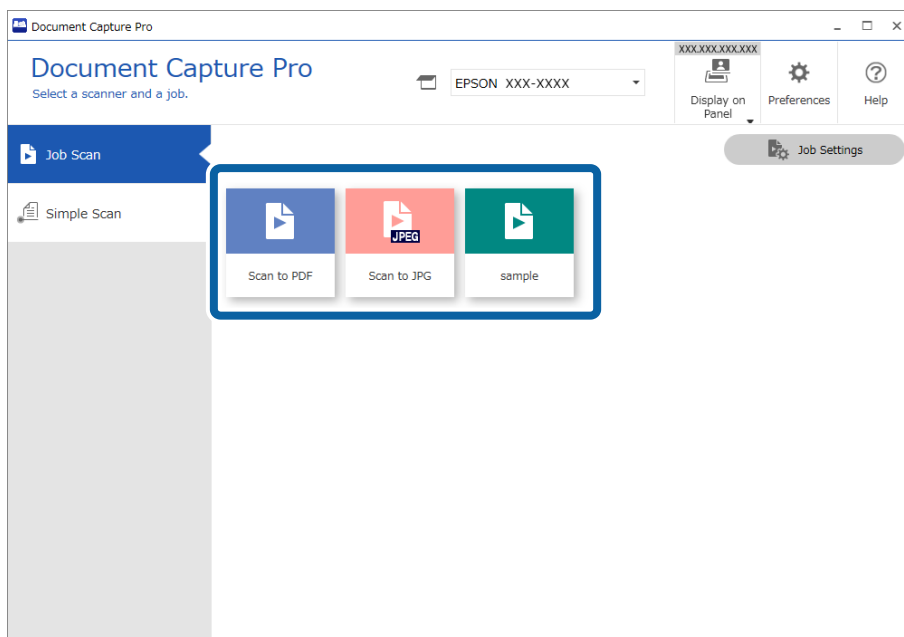 Document Capture Pro
Document Capture Pro
Select a scanner and a job.
EPSON XXX-XXXX
XXX.XXX.XXX.XXX
Display on
Panel
Preferences
Help
Job Scan
Job Settings
Simple Scan
JPEG
Scan to PDF
Scan to JPG
sample